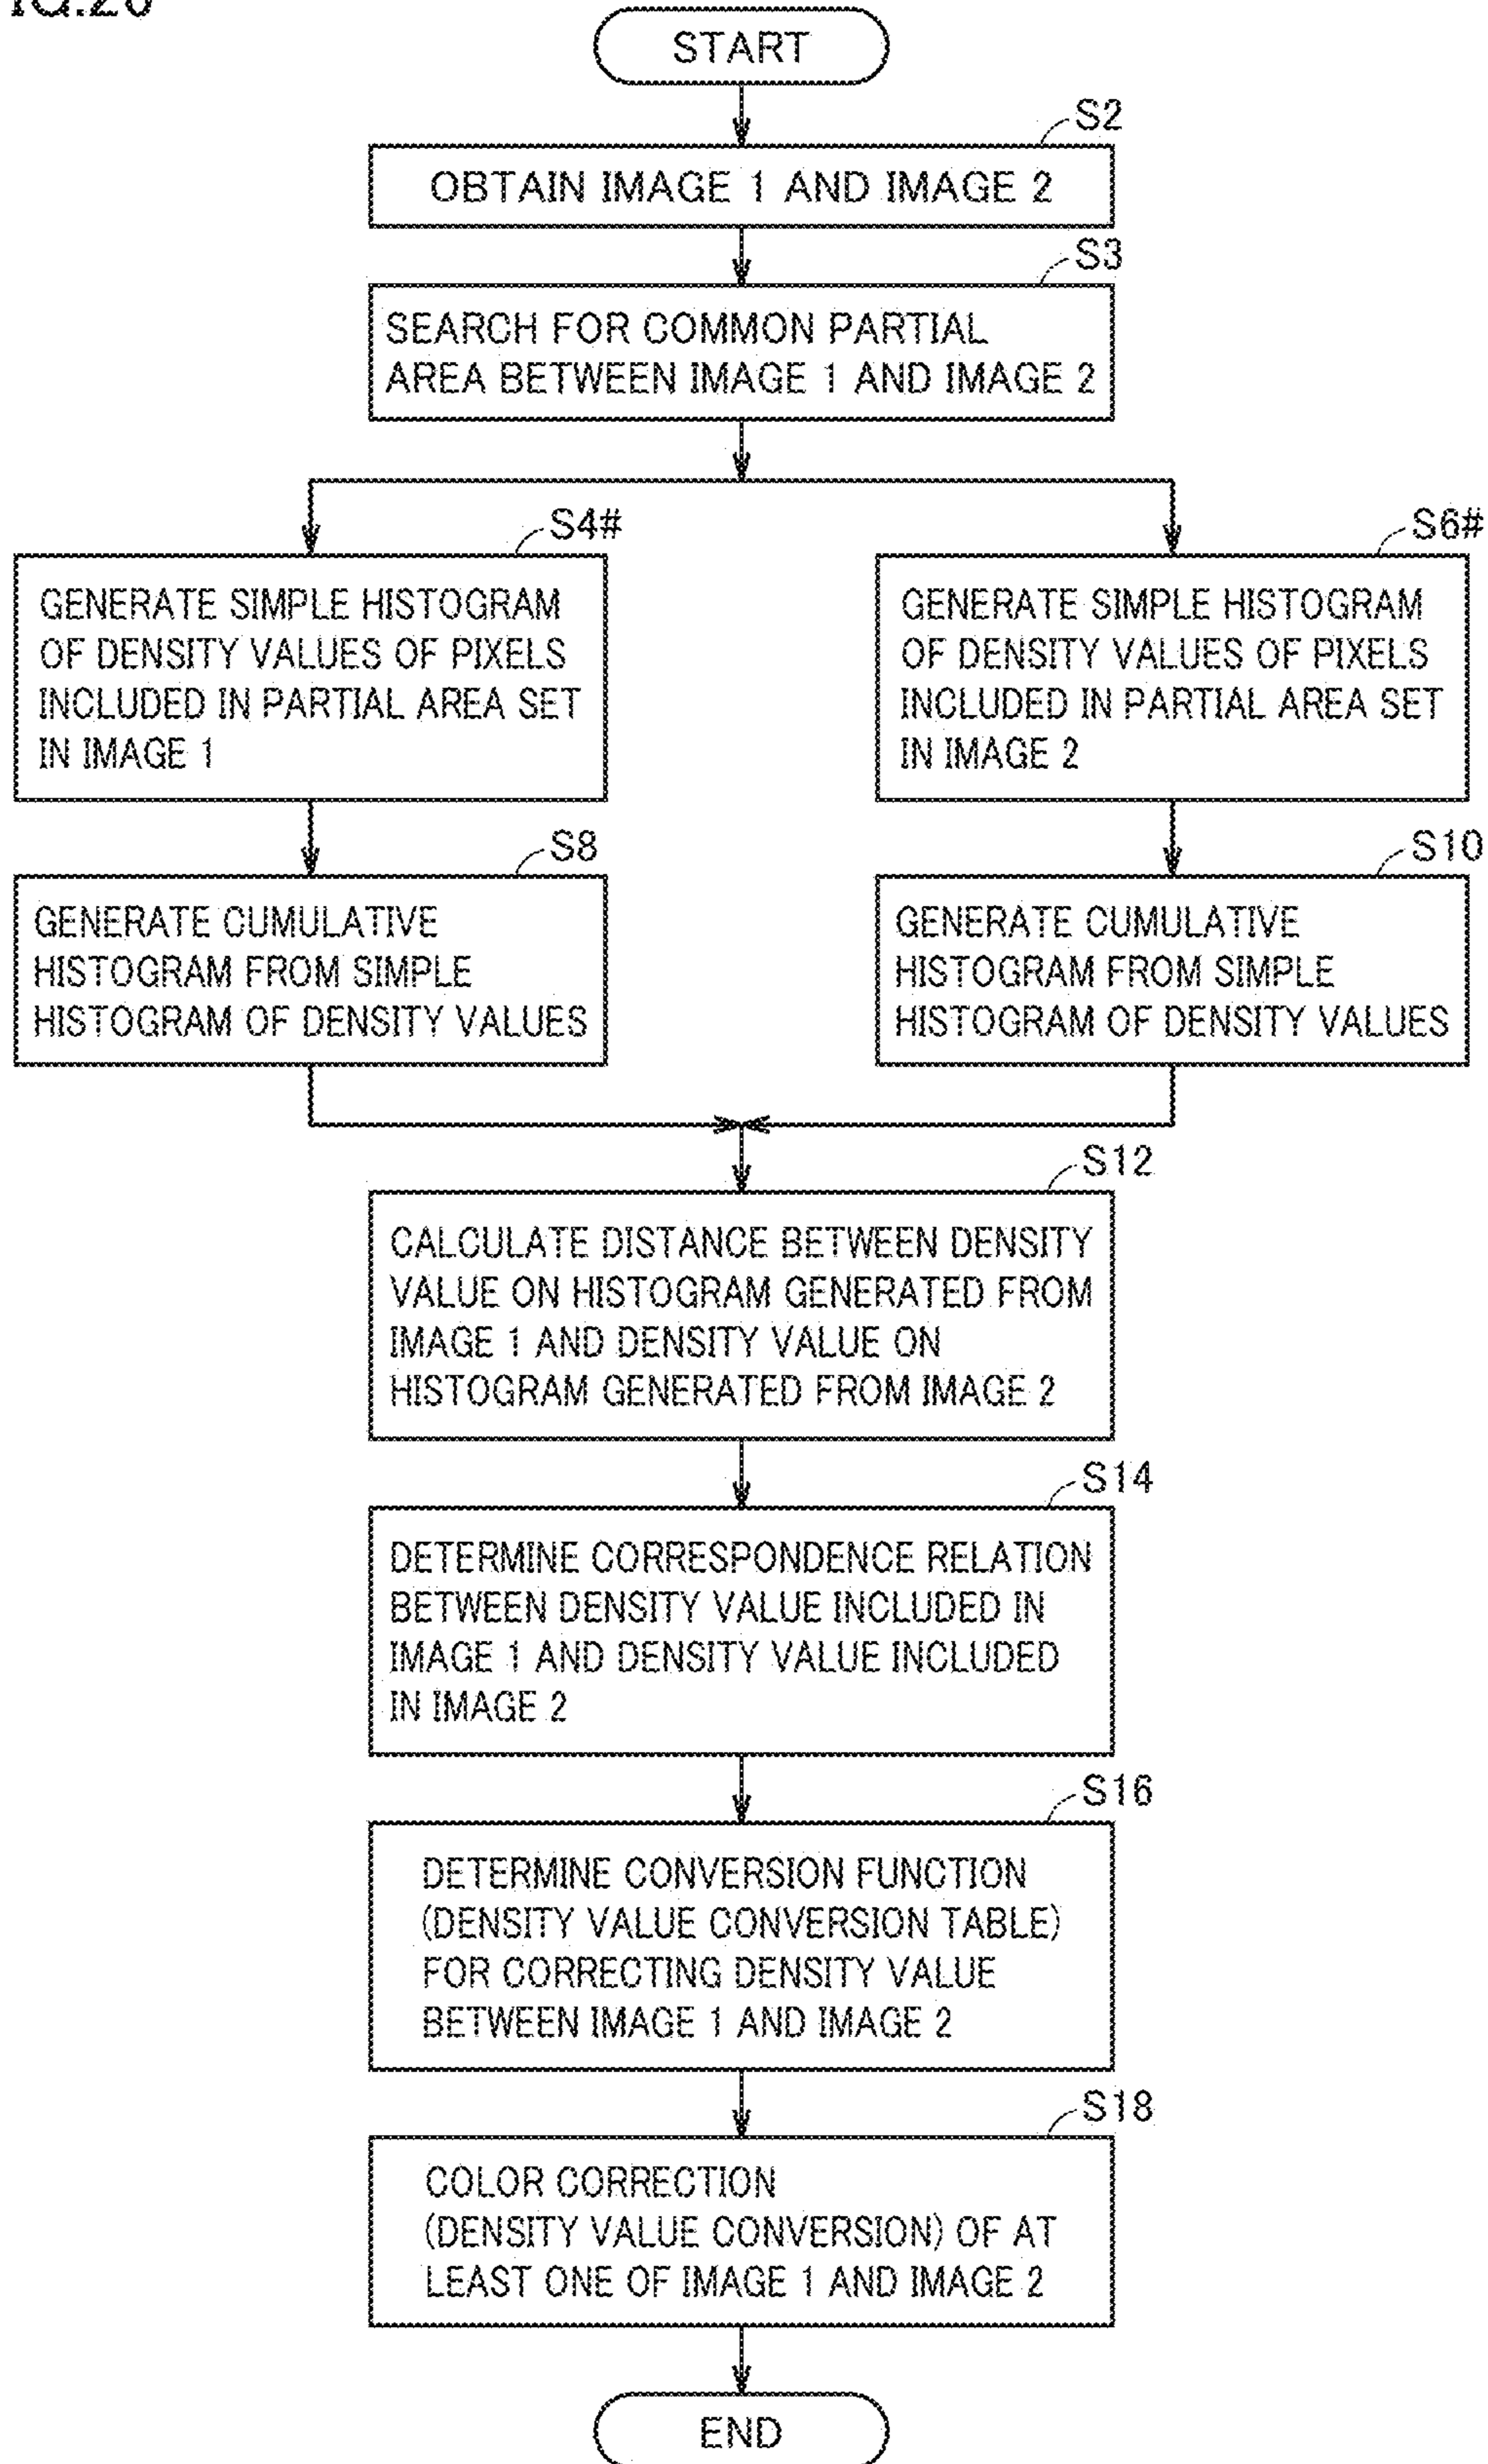 START
S2
OBTAIN IMAGE 1 AND IMAGE 2
S3
SEARCH FOR COMMON PARTIAL
AREA BETWEEN IMAGE 1 AND IMAGE 2
S4#
GENERATE SIMPLE HISTOGRAM
OF DENSITY VALUES OF PIXELS
INCLUDED IN PARTIAL AREA SET
IN IMAGE 1
S6#
GENERATE SIMPLE HISTOGRAM
OF DENSITY VALUES OF PIXELS
INCLUDED IN PARTIAL AREA SET
IN IMAGE 2
S8
GENERATE CUMULATIVE
HISTOGRAM FROM SIMPLE
HISTOGRAM OF DENSITY VALUES
S10
GENERATE CUMULATIVE
HISTOGRAM FROM SIMPLE
HISTOGRAM OF DENSITY VALUES
S12
CALCULATE DISTANCE BETWEEN DENSITY
VALUE ON HISTOGRAM GENERATED FROM
IMAGE 1 AND DENSITY VALUE ON
HISTOGRAM GENERATED FROM IMAGE 2
S14
DETERMINE CORRESPONDENCE RELATION
BETWEEN DENSITY VALUE INCLUDED IN
IMAGE 1 AND DENSITY VALUE INCLUDED
IN IMAGE 2
S16
DETERMINE CONVERSION FUNCTION
(DENSITY VALUE CONVERSION TABLE)
FOR CORRECTING DENSITY VALUE
BETWEEN IMAGE 1 AND IMAGE 2
S18
COLOR CORRECTION
(DENSITY VALUE CONVERSION) OF AT
LEAST ONE OF IMAGE 1 AND IMAGE 2
END